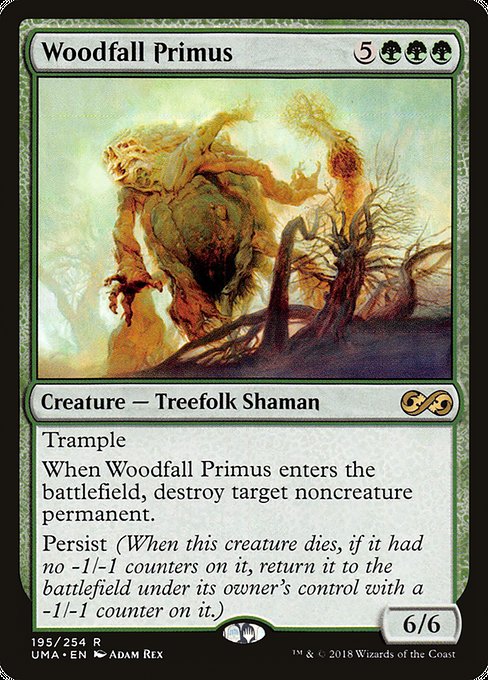 Woodfall Primus 5
Creature — Treefolk Shaman
Trample
When Woodfall Primus enters the
battlefield, destroy target noncreature
permanent.
Persist (When this creature dies, if it had
no -1/-1 counters on it, return it to the
battlefield under its owner's control with a
-1/-1 counter on it.)
6/6
195/254 R
UMA • EN Adam Rex
™ & © 2018 Wizards of the Coast